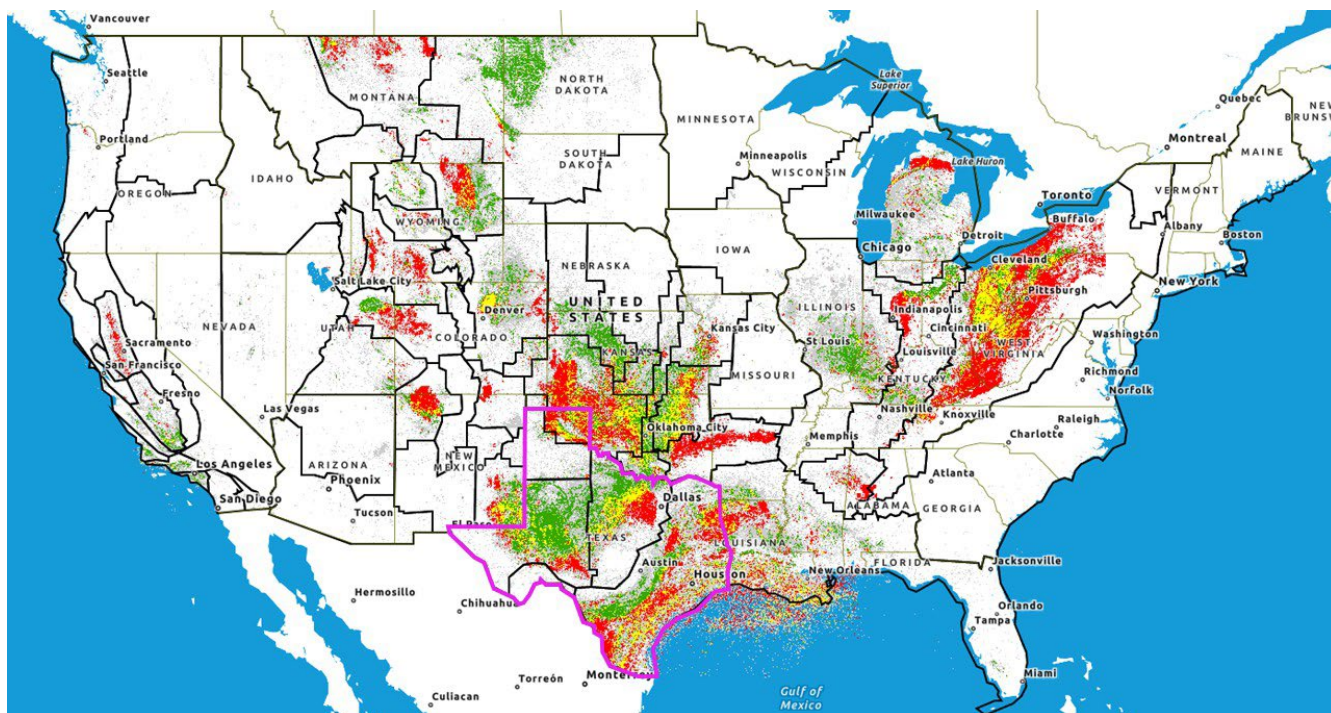 Vancouver
Seattle
Portland
OREGON
IDAHO
MONTANA
NORTH
DAKOTA
SOUTH
DAKOTA
MINNESOTA
Minneapolis
WISCONSIN
Lake
Superior
Lake Huron
Quebec
NEW
BRUNSW
Montreal
MAINE
VERMONT
Toronto
Buffalo
Albany
Boston
WYOMING
Milwaukee
Chicago
Detroit
Cleveland
New York
IOWA
NEBRASKA
UNITED
STATES
Salt Lake City
NEVADA
UTAH
Denver
COLORADO
KANSAS
Kansas City
MISSOURI
ILLINOIS
St Louis
Indianapolis
Cincinnati
Louisville
KENTUCKY
Pittsburgh
WEST
VIRGINIA
Washington
Richmond
Norfolk
Sacramento
San Francisco
Fresno
Las Vegas
Los Angeles
San Diego
ARIZONA
Phoenix
Tucson
NEW
MEXICO
El Paso
Oklahoma City
Nashville
Knoxville
Memphis
Raleigh
Charlotte
Atlanta
ALABAMA
GEORGIA
Dallas
TEXAS
Austin
Houston
LOUISIANA
New Orleans
FLORIDA
Jacksonville
Orlando
Tampa
Miami
Hermosillo
Chihuahua
Torreón
Monterrey
Culiacan
Gulf of
Mexico